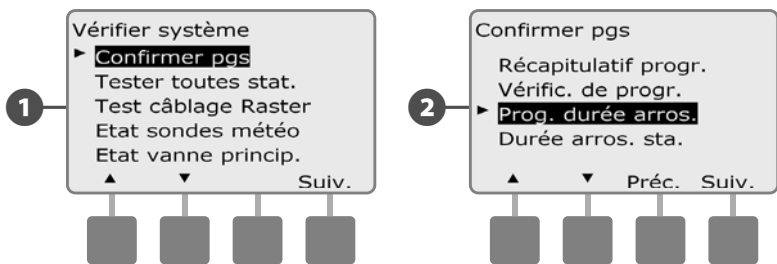 1
Vérifier système
► Confirmer pgs
Tester toutes stat.
Test câblage Raster
Etat sondes météo
Etat vanne princip.
▲ ▼ Suiv.
2
Confirmer pgs
Récapitulatif progr.
Vérific. de progr.
► Prog. durée arros.
Durée arros. sta.
▲ ▼ Préc. Suiv.